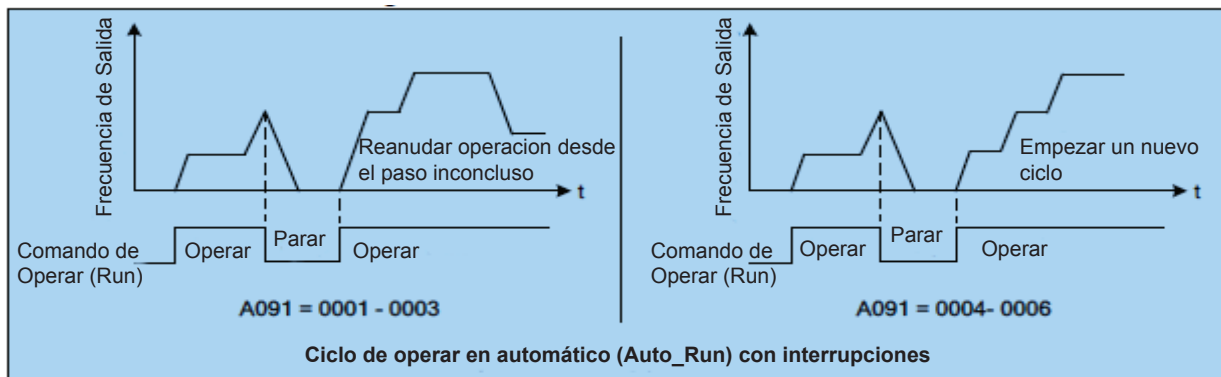 Frecuencia de Salida
Reanudar operacion desde
el paso inconcluso
t
Comando de
Operar (Run)
Operar
Parar
Operar
A091 = 0001 - 0003
Frecuencia de Salida
Empezar un nuevo
ciclo
t
Comando de
Operar (Run)
Operar
Parar
Operar
A091 = 0004- 0006
Ciclo de operar en automático (Auto_Run) con interrupciones